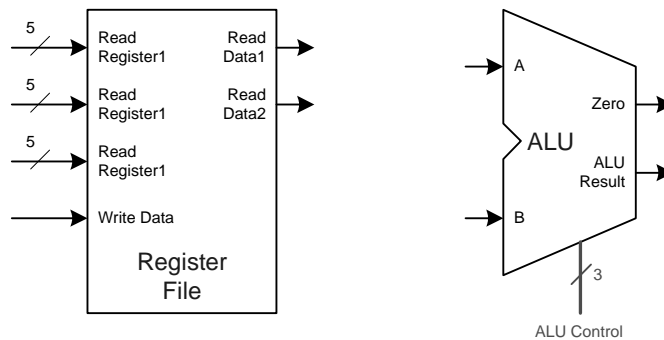 5
Read
Register1
Read
Data1
5
Read
Register1
Read
Data2
5
Read
Register1
Write Data
Register
File
A
Zero
ALU
ALU
Result
B
3
ALU Control